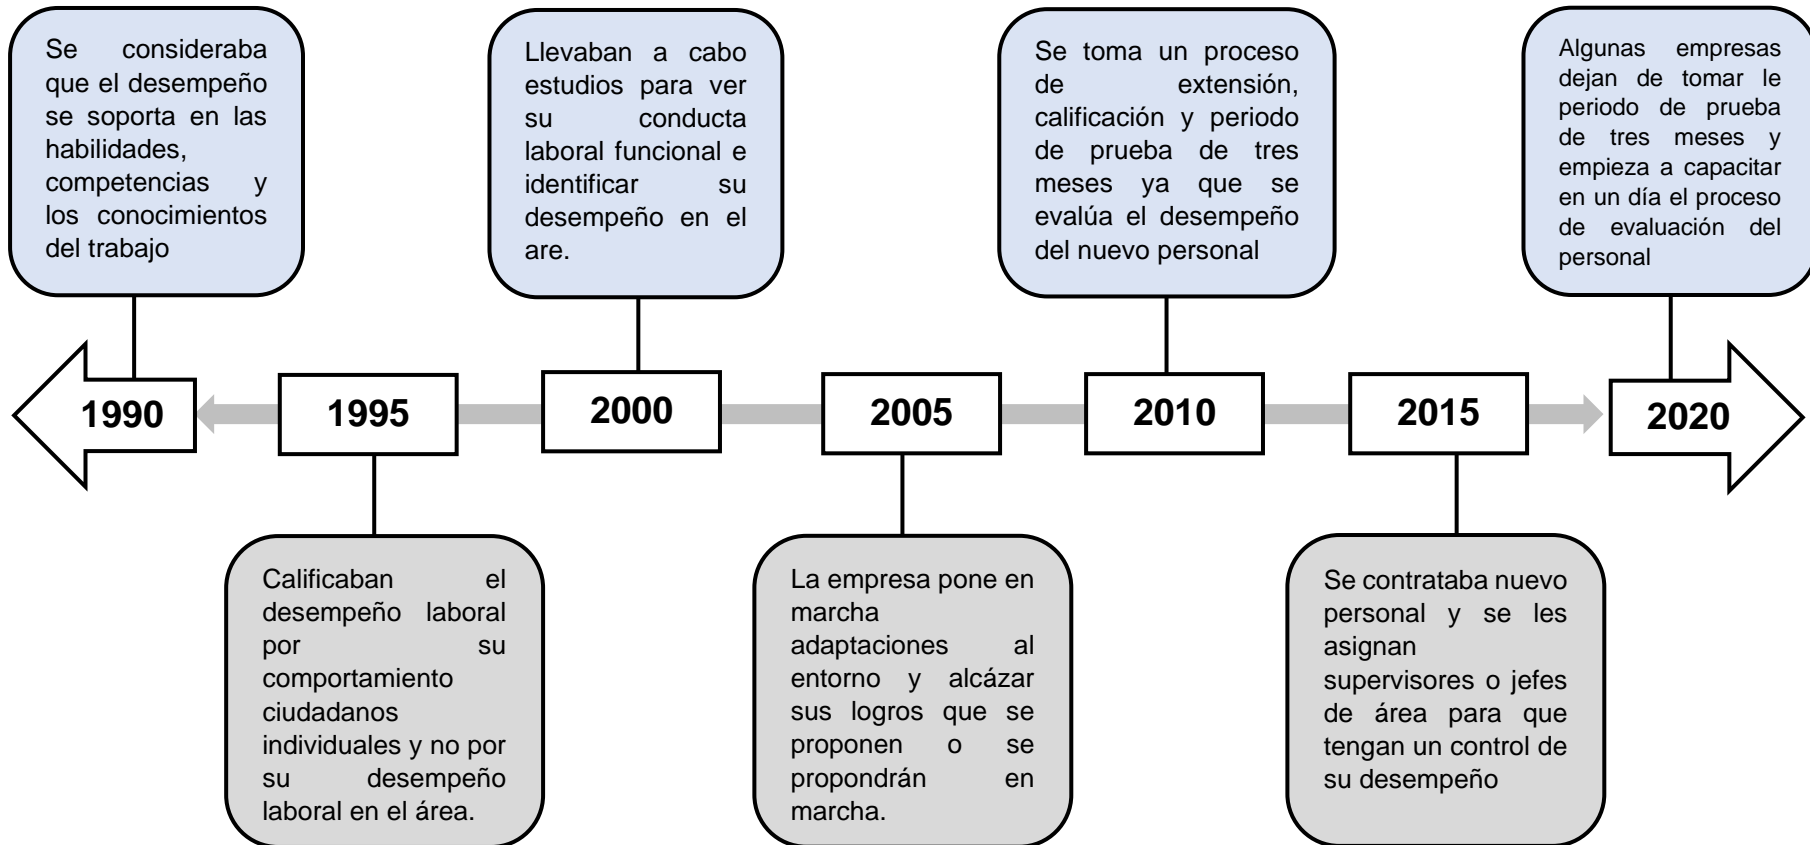 Se consideraba
que el desempeño
se soporta en las
habilidades,
competencias y
los conocimientos
del trabajo
Llevaban a cabo
estudios para ver
su conducta
laboral funcional e
identificar su
desempeño en el
are.
Se toma un proceso
de extensión,
calificación y periodo
de prueba de tres
meses ya que se
evalúa el desempeño
del nuevo personal
Algunas empresas
dejan de tomar le
periodo de prueba
de tres meses y
empieza a capacitar
en un día el proceso
de evaluación del
personal
1990
1995
2000
2005
2010
2015
2020
Calificaban el
desempeño laboral
por su
comportamiento
ciudadanos
individuales y no por
su desempeño
laboral en el área.
La empresa pone en
marcha
adaptaciones al
entorno y alcázar
sus logros que se
proponen o se
propondrán en
marcha.
Se contrataba nuevo
personal y se les
asignan
supervisores o jefes
de área para que
tengan un control de
su desempeño